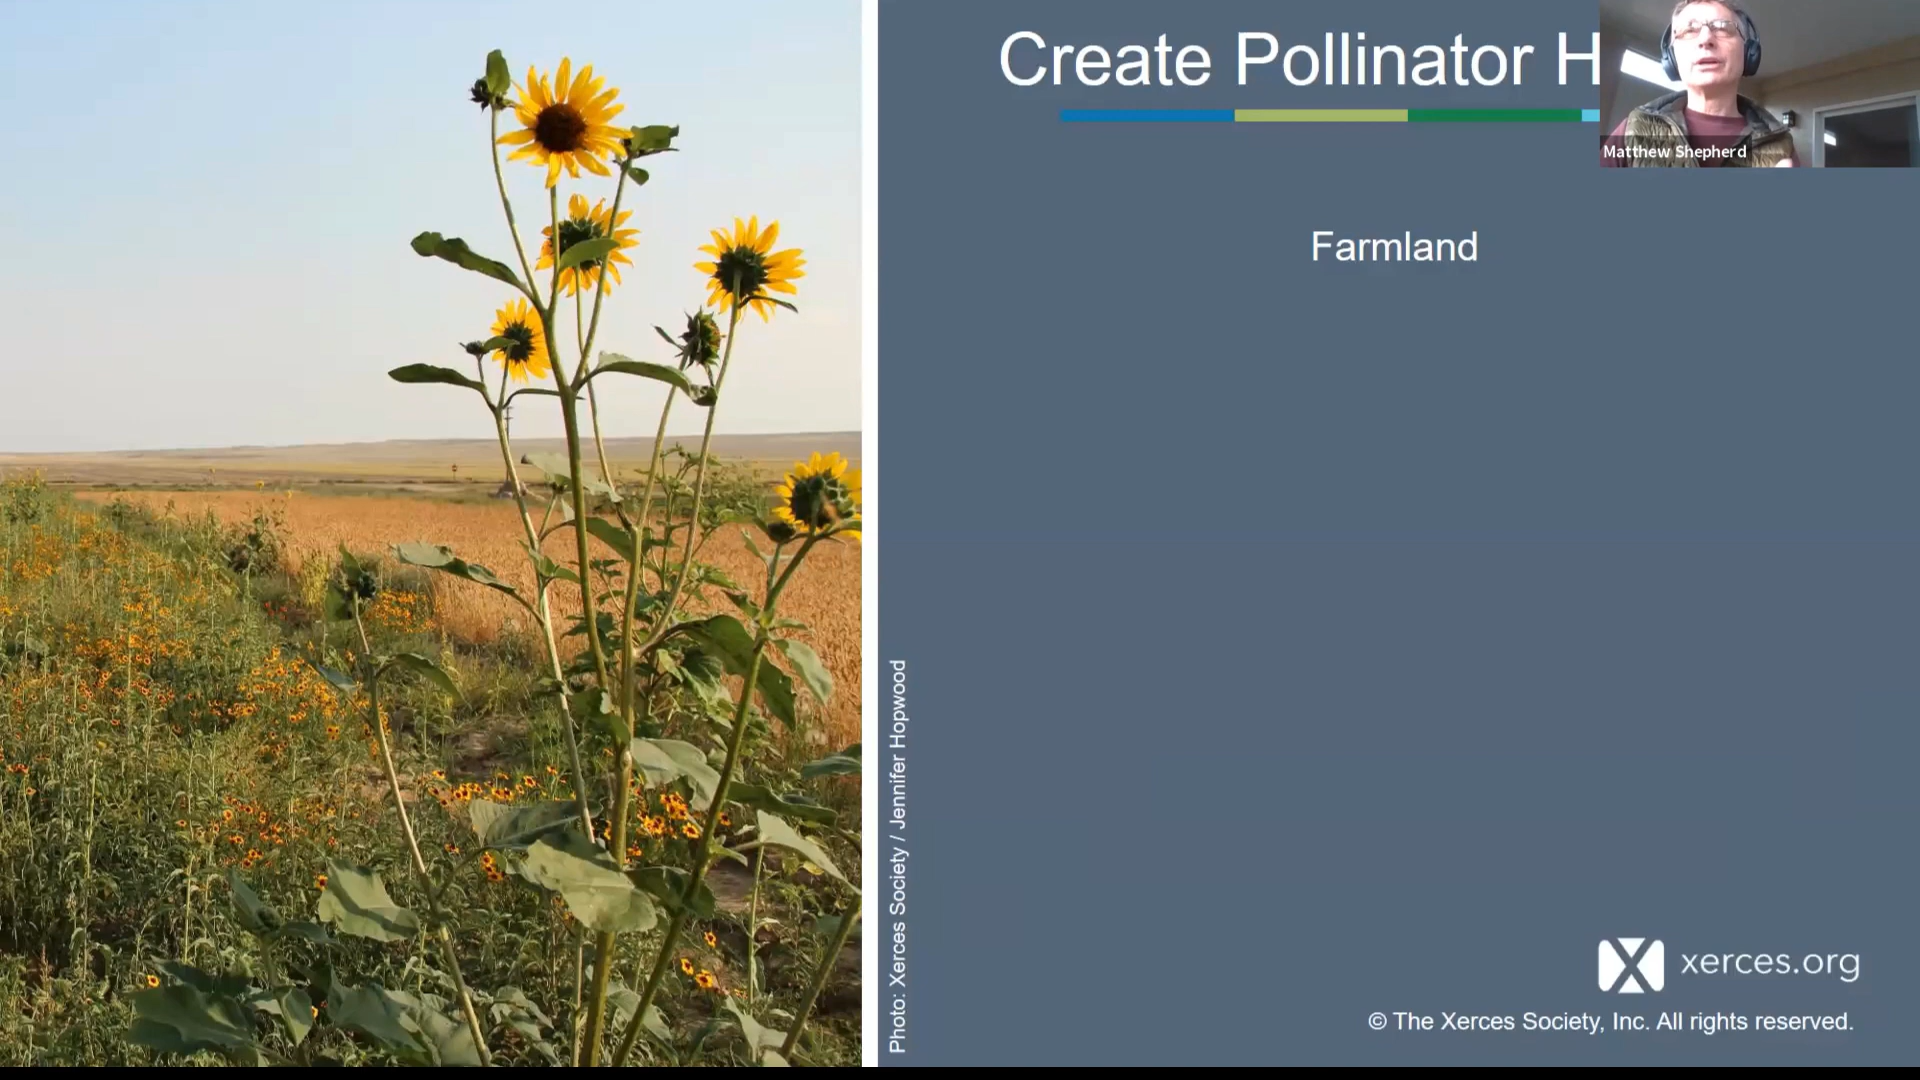 Create Pollinator H
Matthew Shepherd
Farmland
Photo: Xerces Society / Jennifer Hopwood
xerces.org
© The Xerces Society, Inc. All rights reserved.